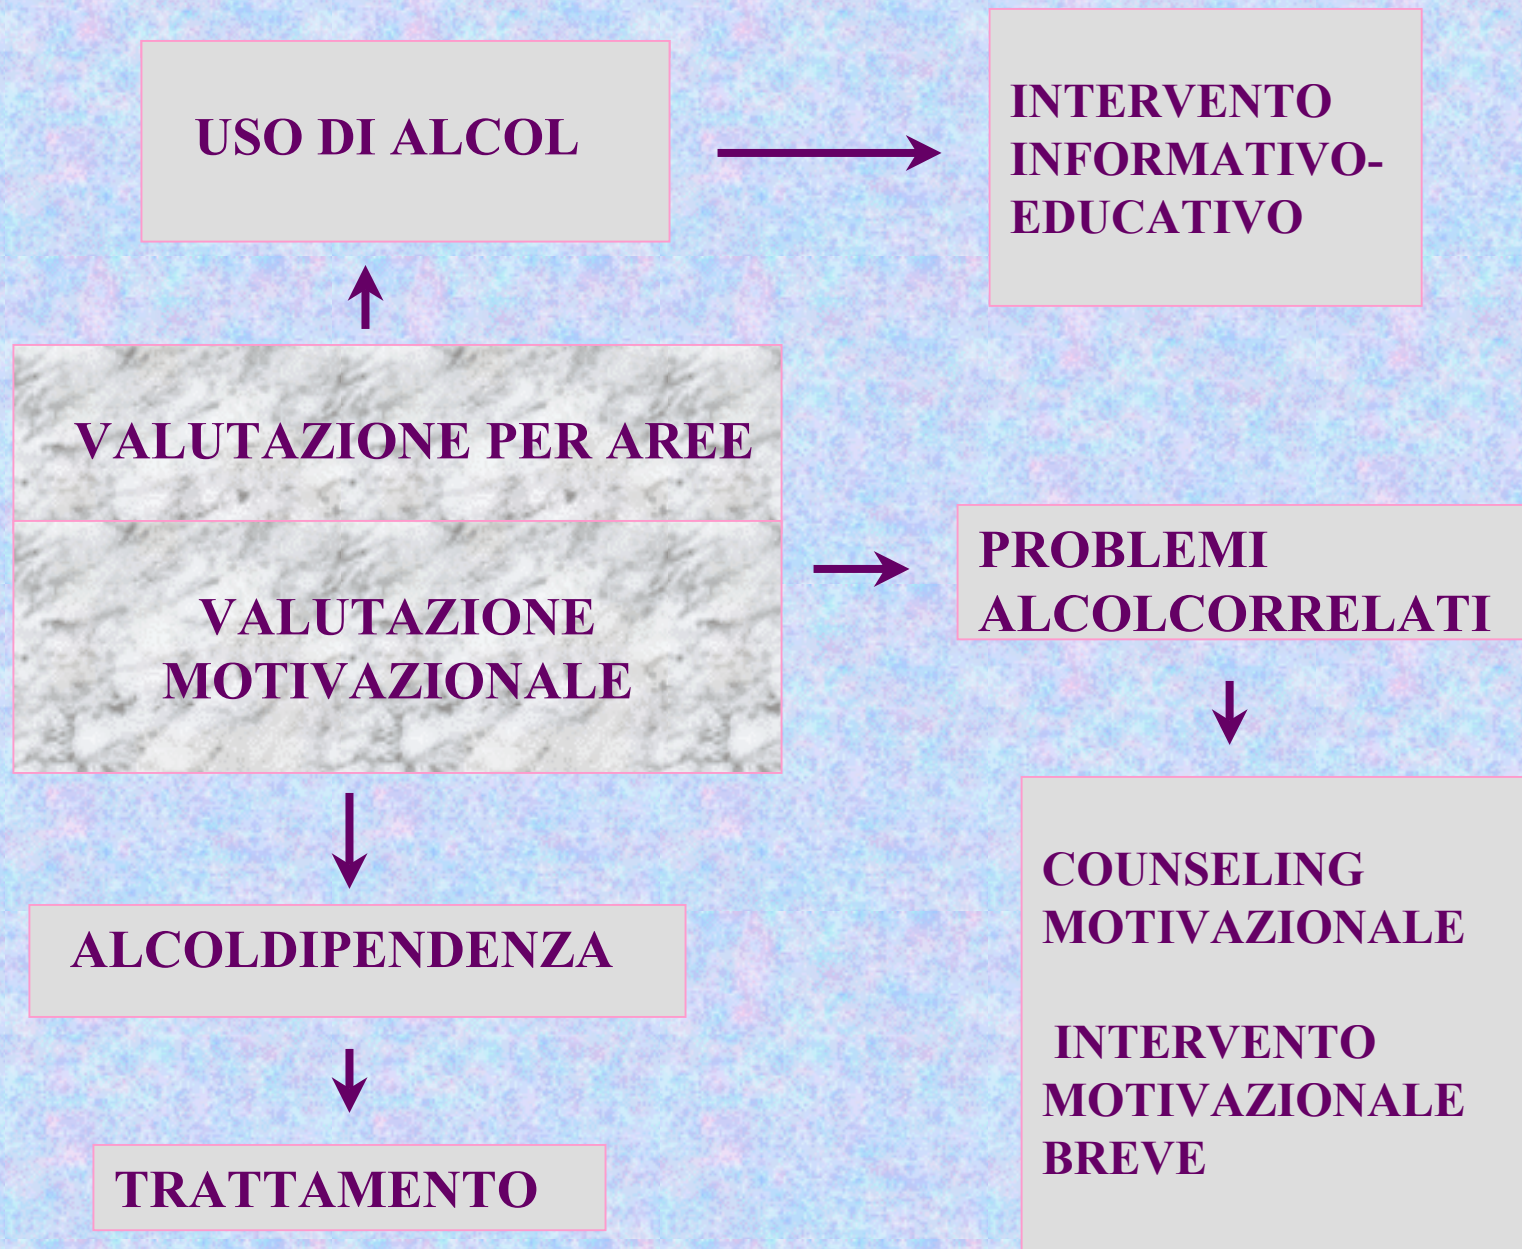 USO DI ALCOL
INTERVENTO
INFORMATIVO-
EDUCATIVO
VALUTAZIONE PER AREE
VALUTAZIONE
MOTIVAZIONALE
PROBLEMI
ALCOLCORRELATI
COUNSELING
MOTIVAZIONALE
INTERVENTO
MOTIVAZIONALE
BREVE
ALCOLDIPENDENZA
TRATTAMENTO